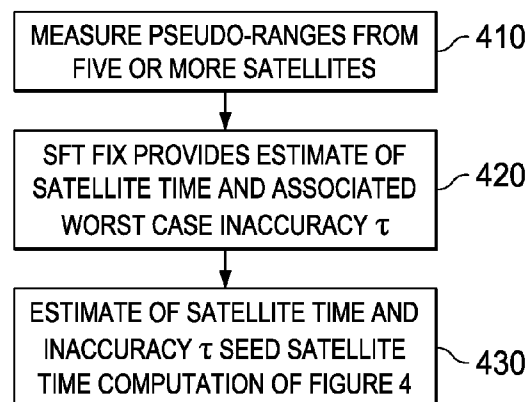 MEASURE PSEUDO-RANGES FROM
FIVE OR MORE SATELLITES
410
SFT FIX PROVIDES ESTIMATE OF
SATELLITE TIME AND ASSOCIATED
WORST CASE INACCURACY τ
420
ESTIMATE OF SATELLITE TIME AND
INACCURACY τ SEED SATELLITE
TIME COMPUTATION OF FIGURE 4
430